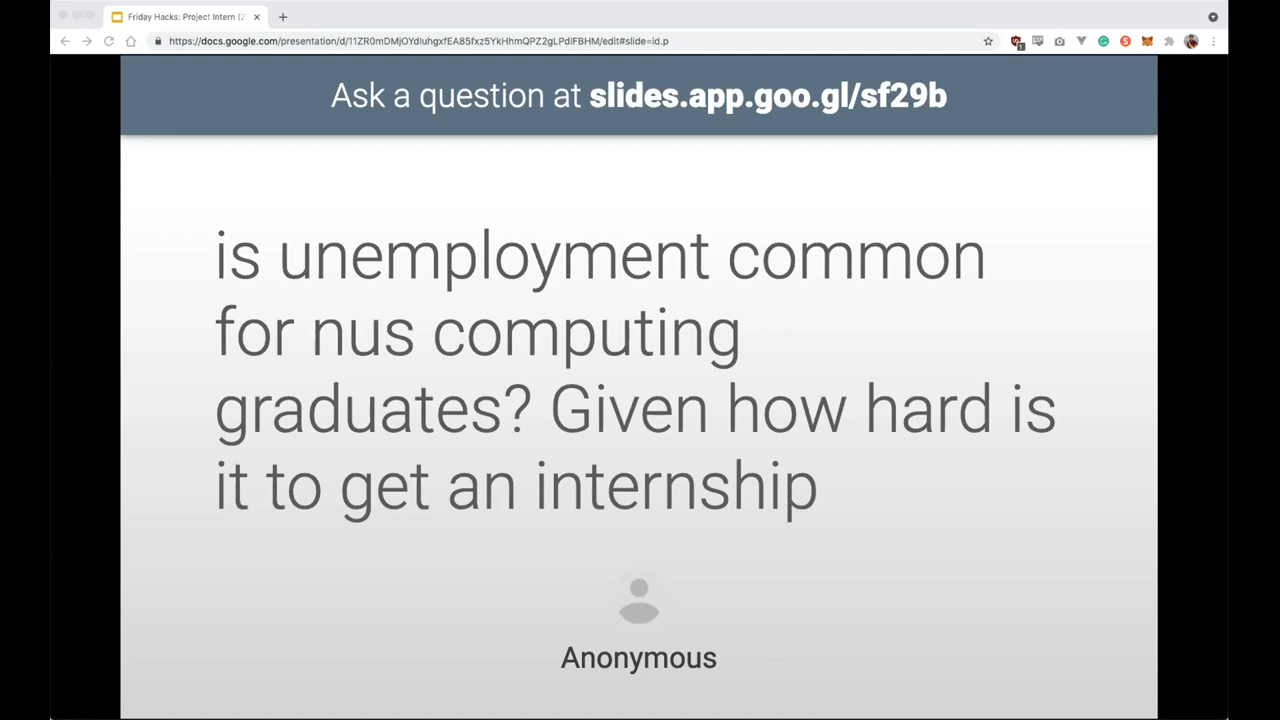 Friday Hacks: Project Intern (2
https://docs.google.com/presentation/d/11ZR0mDMjOYdluhgxfEA85fxz5YkHhmQPZ2gLPdiFBHM/edit#slide=id.p
Ask a question at slides.app.goo.gl/sf29b
is unemployment common
for nus computing
graduates? Given how hard is
it to get an internship
Anonymous